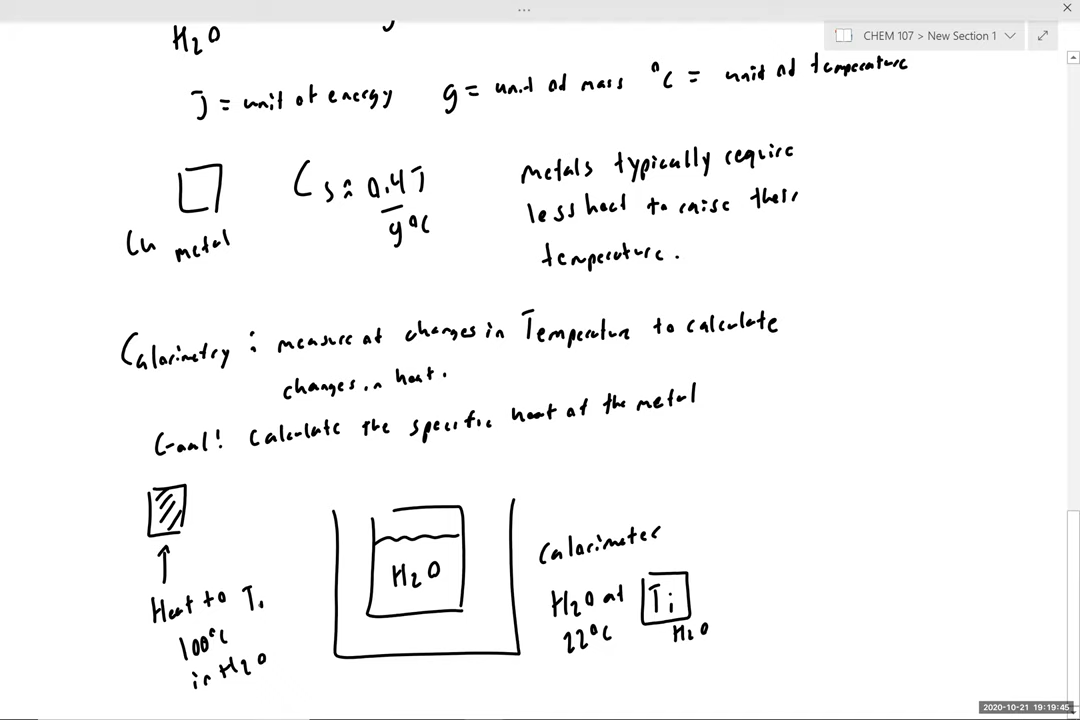 CHEM 107 > New Section 1
H₂O
J = unit of energy g = unit of mass °C = unit of temperature
Cs ≈ 0.4 J
g°C
Cu metal
metals typically require
less heat to raise their
temperature.
Calorimetry : measure of changes in Temperature to calculate
changes in heat.
Goal! Calculate the specific heat of the metal
H₂O
Calorimeter
H₂O at Ti
22°C H₂O
Heat to T.
100°C
in H₂O
2020-10-21 19:19:45